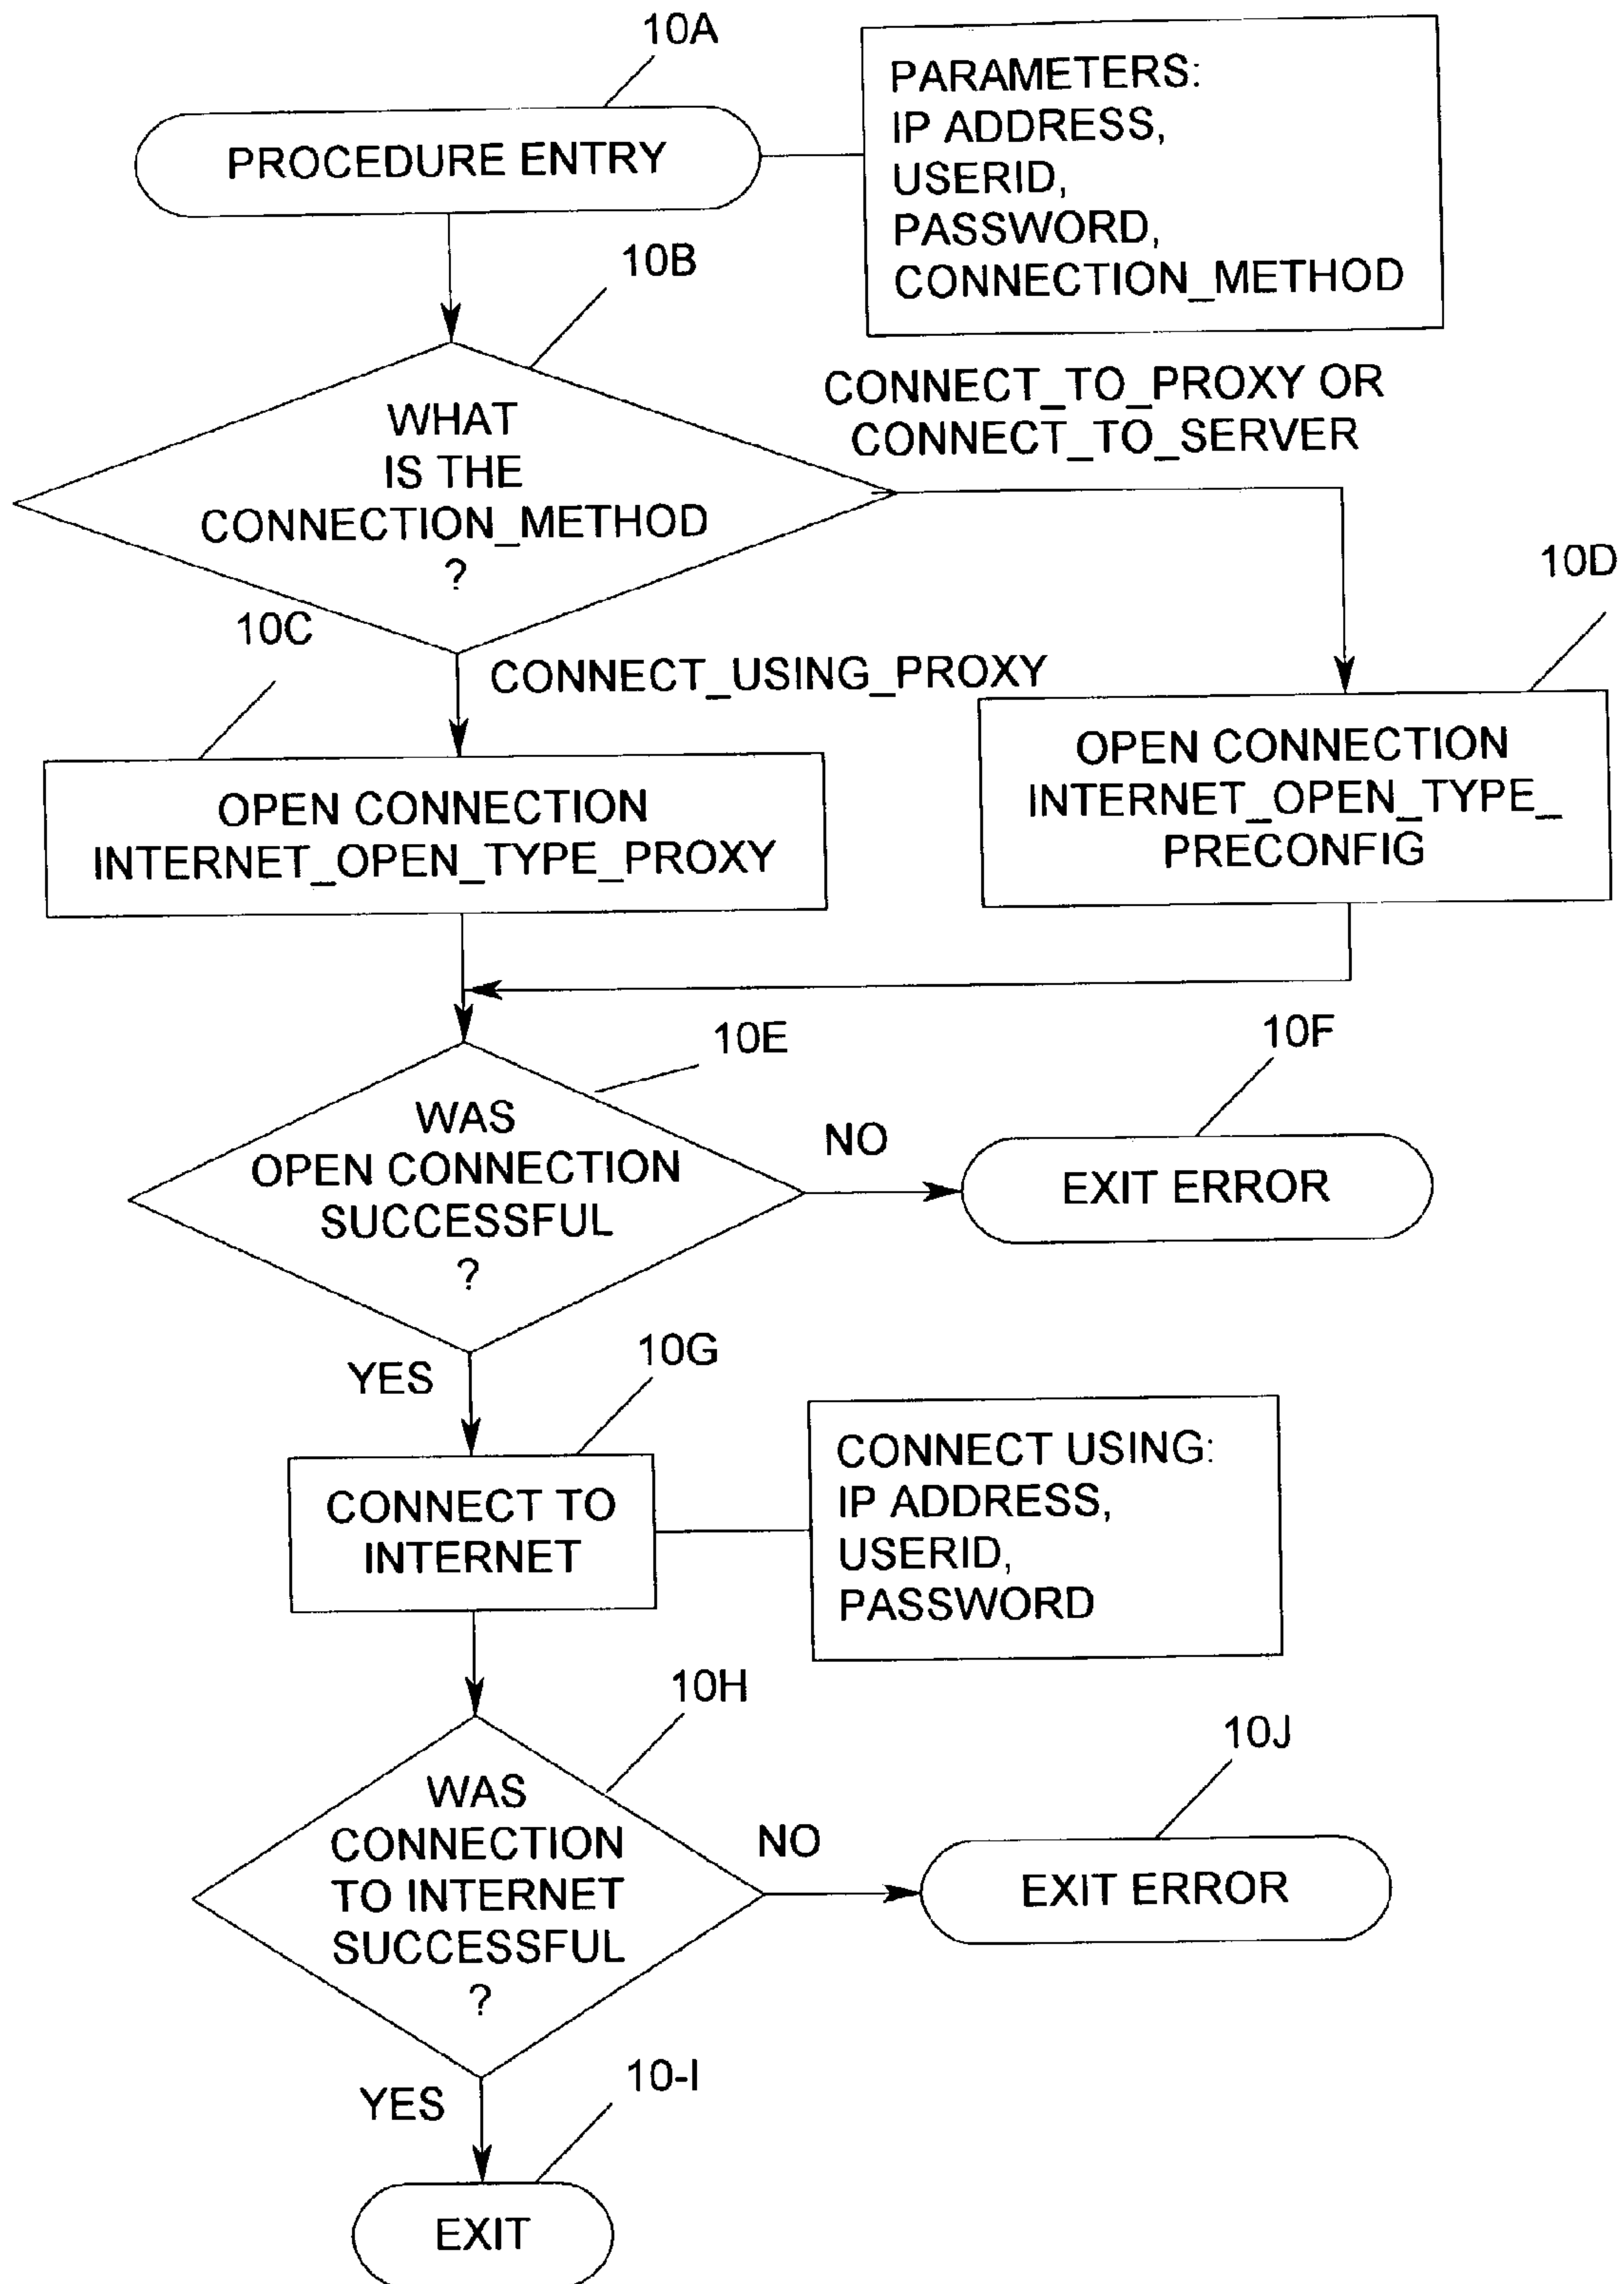 10A
PROCEDURE ENTRY
PARAMETERS:
IP ADDRESS,
USERID,
PASSWORD,
CONNECTION_METHOD
10B
WHAT
IS THE
CONNECTION_METHOD
?
CONNECT_TO_PROXY OR
CONNECT_TO_SERVER
10C
CONNECT_USING_PROXY
10D
OPEN CONNECTION
INTERNET_OPEN_TYPE_PROXY
OPEN CONNECTION
INTERNET_OPEN_TYPE_
PRECONFIG
10E
WAS
OPEN CONNECTION
SUCCESSFUL
?
NO
10F
EXIT ERROR
YES
10G
CONNECT TO
INTERNET
CONNECT USING:
IP ADDRESS,
USERID,
PASSWORD
10H
WAS
CONNECTION
TO INTERNET
SUCCESSFUL
?
NO
10J
EXIT ERROR
YES
10-I
EXIT